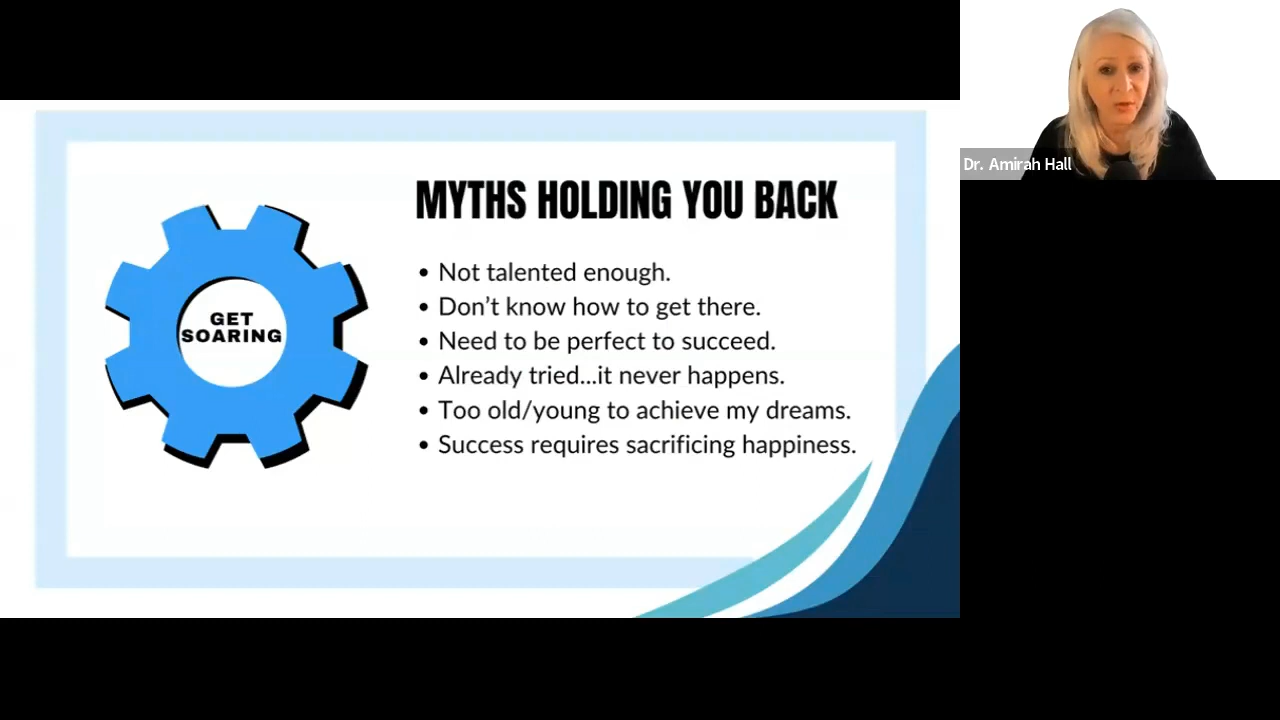 MYTHS HOLDING YOU BACK
GET
SOARING
• Not talented enough.
• Don’t know how to get there.
• Need to be perfect to succeed.
• Already tried...it never happens.
• Too old/young to achieve my dreams.
• Success requires sacrificing happiness.
Dr. Amirah Hall